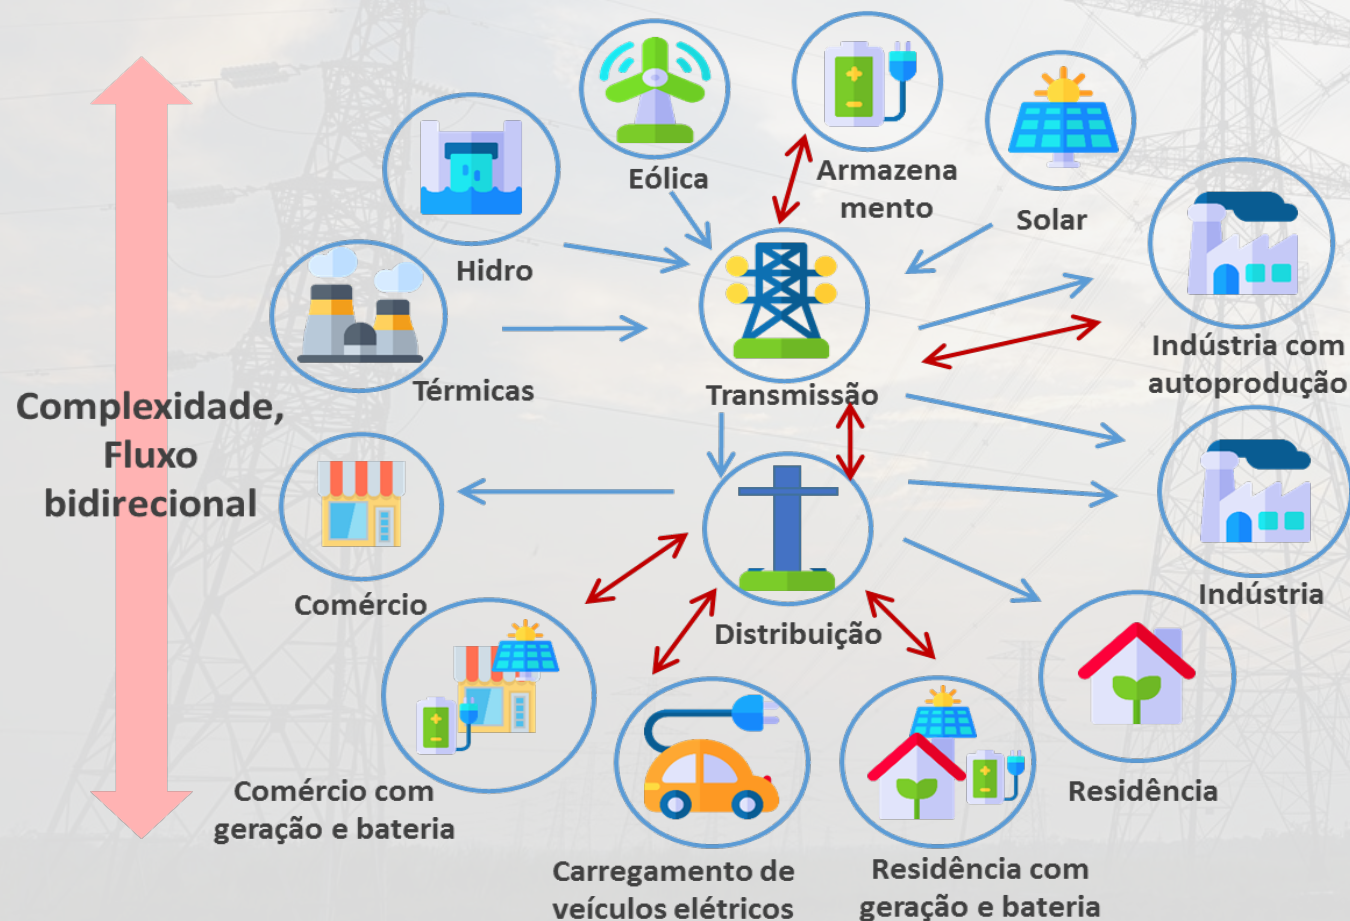 Eólica
Armazena
mento
Solar
Hidro
Indústria com
autoprodução
Térmicas
Transmissão
Complexidade,
Fluxo
bidirecional
Comércio
Distribuição
Indústria
Comércio com
geração e bateria
Residência
Carregamento de
veículos elétricos
Residência com
geração e bateria